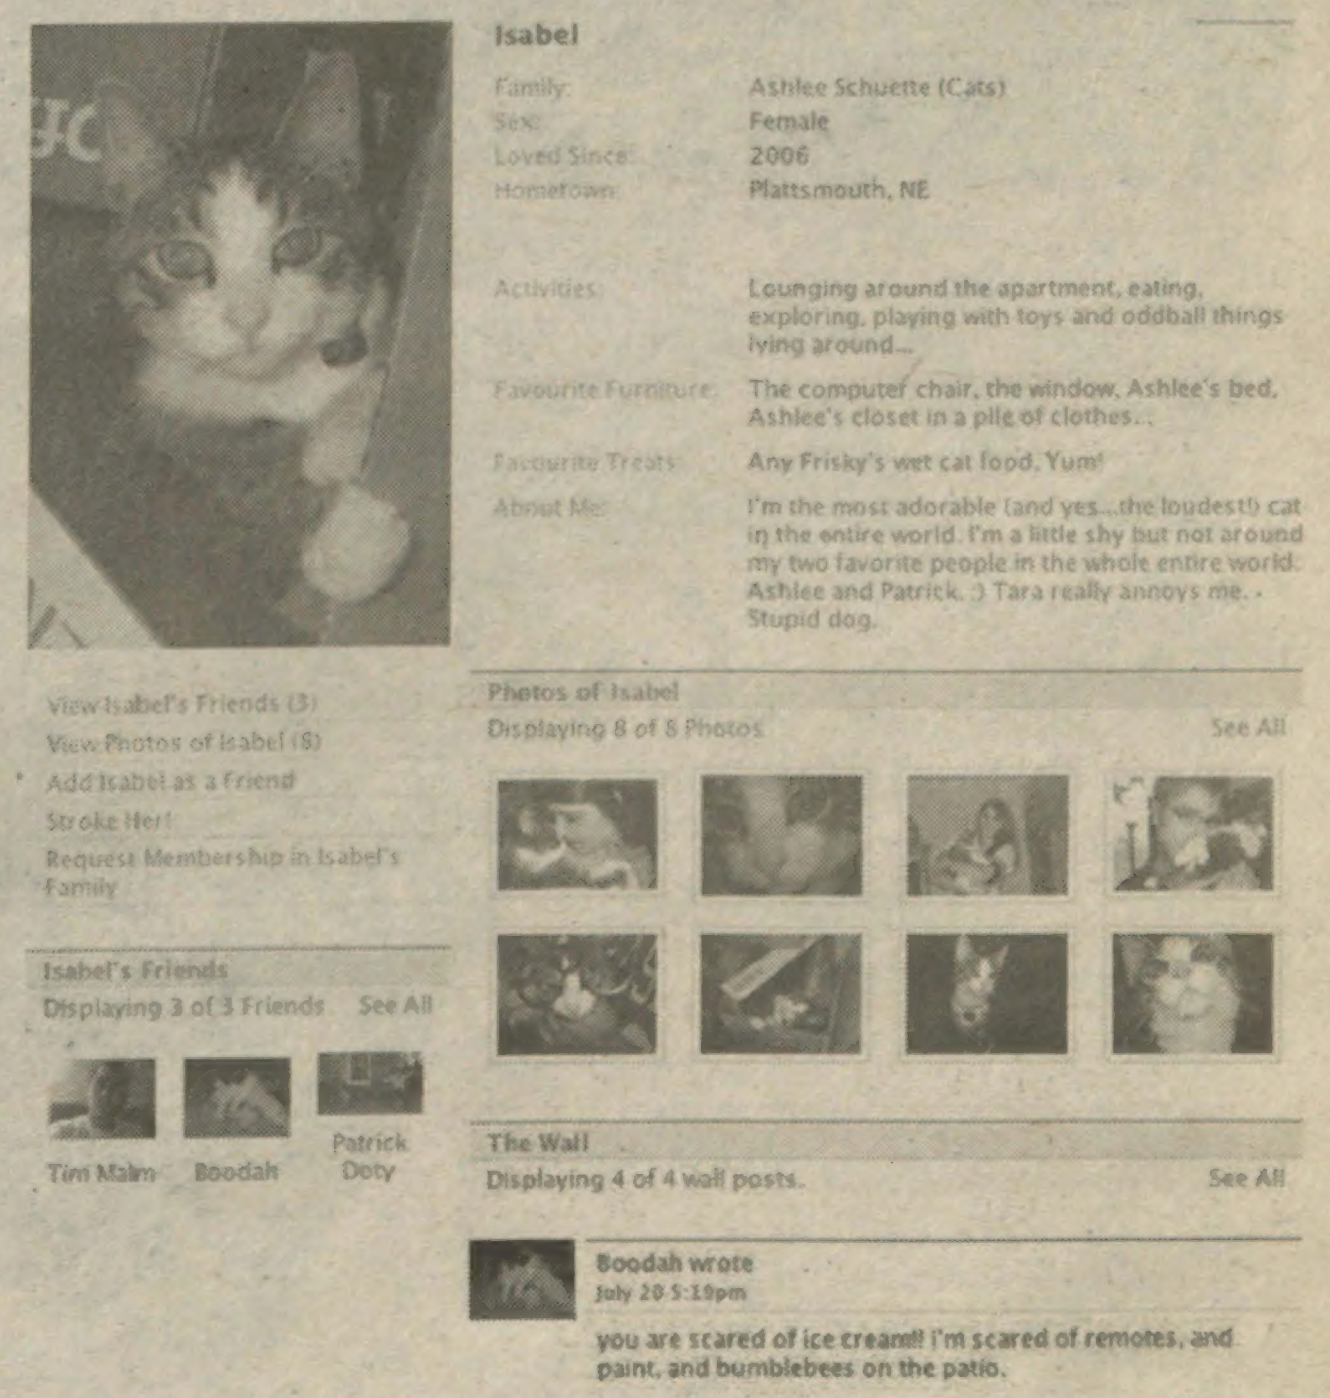 Isabel
Family: Ashlee Schuette (Cats)
Sex: Female
Loved Since: 2006
Hometown: Plattsmouth, NE
Activities: Lounging around the apartment, eating,
exploring, playing with toys and oddball things
lying around...
Favourite Furniture: The computer chair, the window, Ashlee's bed,
Ashlee's closet in a pile of clothes...
Favourite Treats: Any Frisky's wet cat food. Yum!
About Me: I'm the most adorable (and yes...the loudest!) cat
in the entire world. I'm a little shy but not around
my two favorite people in the whole entire world.
Ashlee and Patrick. :) Tara really annoys me.
Stupid dog.
View Isabel's Friends (3)
View Photos of Isabel (8)
Add Isabel as a Friend
Stroke Her!
Request Membership in Isabel's
Family
Isabel's Friends
Displaying 3 of 3 Friends See All
Tim Malm
Boodah
Patrick
Doty
Photos of Isabel
Displaying 8 of 8 Photos See All
The Wall
Displaying 4 of 4 wall posts. See All
Boodah wrote
July 20 5:19pm
you are scared of ice cream!! i'm scared of remotes, and
paint, and bumblebees on the patio.